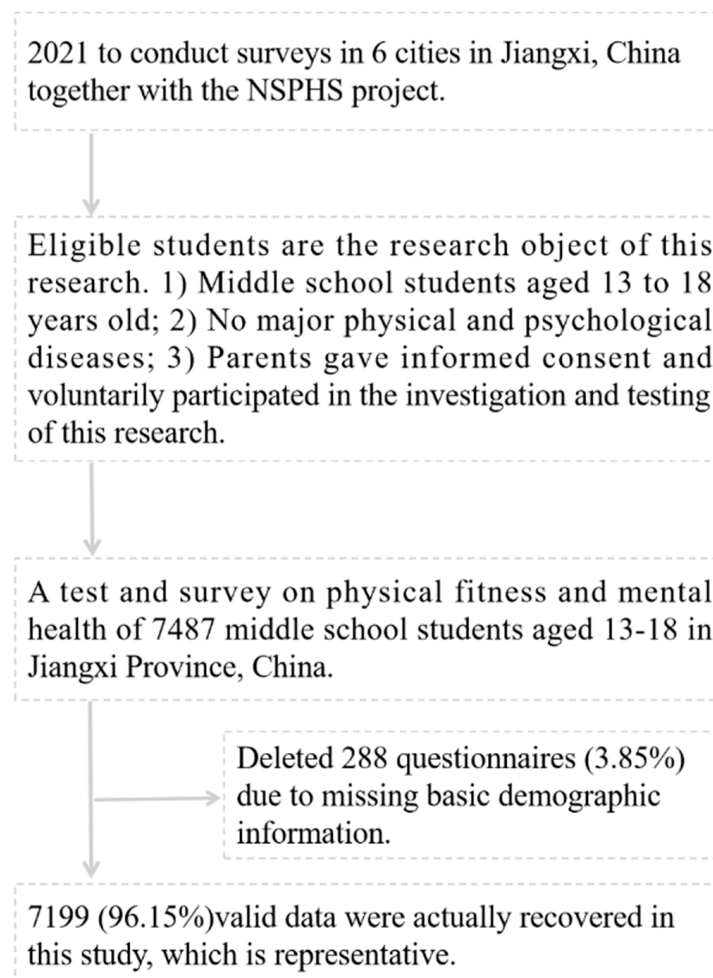 2021 to conduct surveys in 6 cities in Jiangxi, China
together with the NSPHS project.
Eligible students are the research object of this
research. 1) Middle school students aged 13 to 18
years old; 2) No major physical and psychological
diseases; 3) Parents gave informed consent and
voluntarily participated in the investigation and testing
of this research.
A test and survey on physical fitness and mental
health of 7487 middle school students aged 13-18 in
Jiangxi Province, China.
Deleted 288 questionnaires (3.85%)
due to missing basic demographic
information.
7199 (96.15%)valid data were actually recovered in
this study, which is representative.